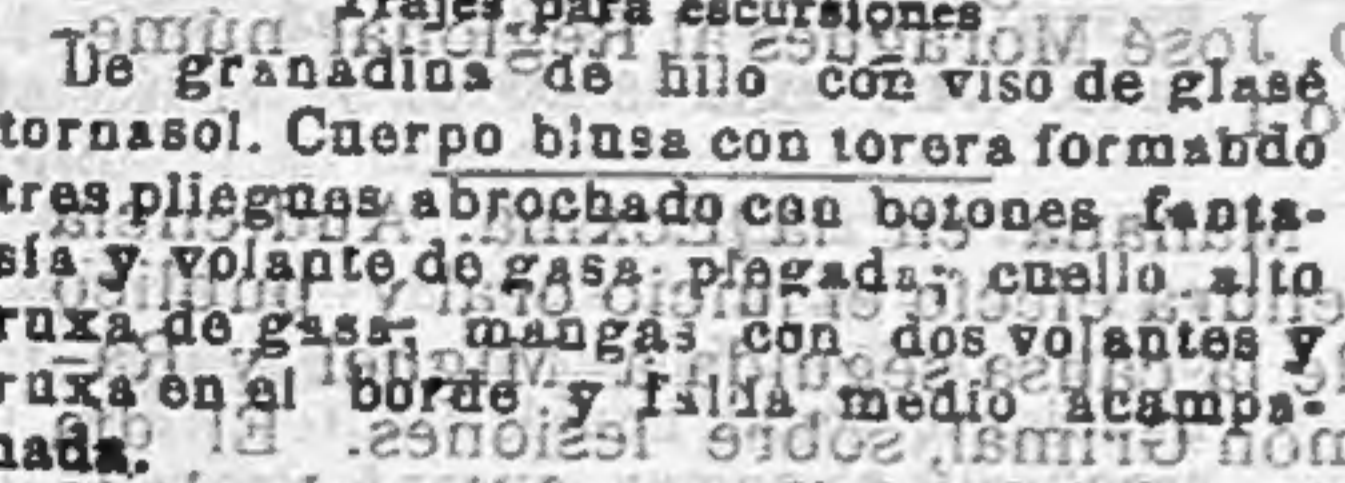 Trajes para escursiones
De granadina de hilo con viso de glasé
tornasol. Cuerpo blusa con torera formando
tres pliegues abrochado con botones fanta-
sía y volante de gasa plegada; cuello alto
ruxa de gasa; mangas con dos volantes y
ruxa en el borde y falda medio acampa-
nada.